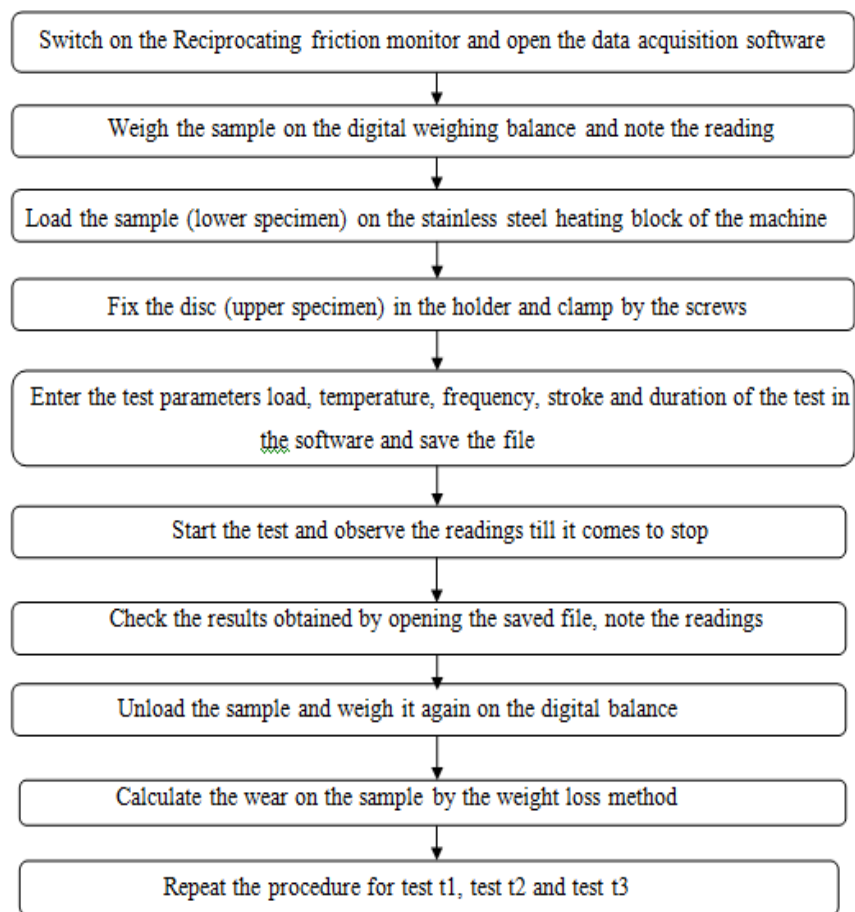 Switch on the Reciprocating friction monitor and open the data acquisition software
Weigh the sample on the digital weighing balance and note the reading
Load the sample (lower specimen) on the stainless steel heating block of the machine
Fix the disc (upper specimen) in the holder and clamp by the screws
Enter the test parameters load, temperature, frequency, stroke and duration of the test in
the software and save the file
Start the test and observe the readings till it comes to stop
Check the results obtained by opening the saved file, note the readings
Unload the sample and weigh it again on the digital balance
Calculate the wear on the sample by the weight loss method
Repeat the procedure for test t1, test t2 and test t3